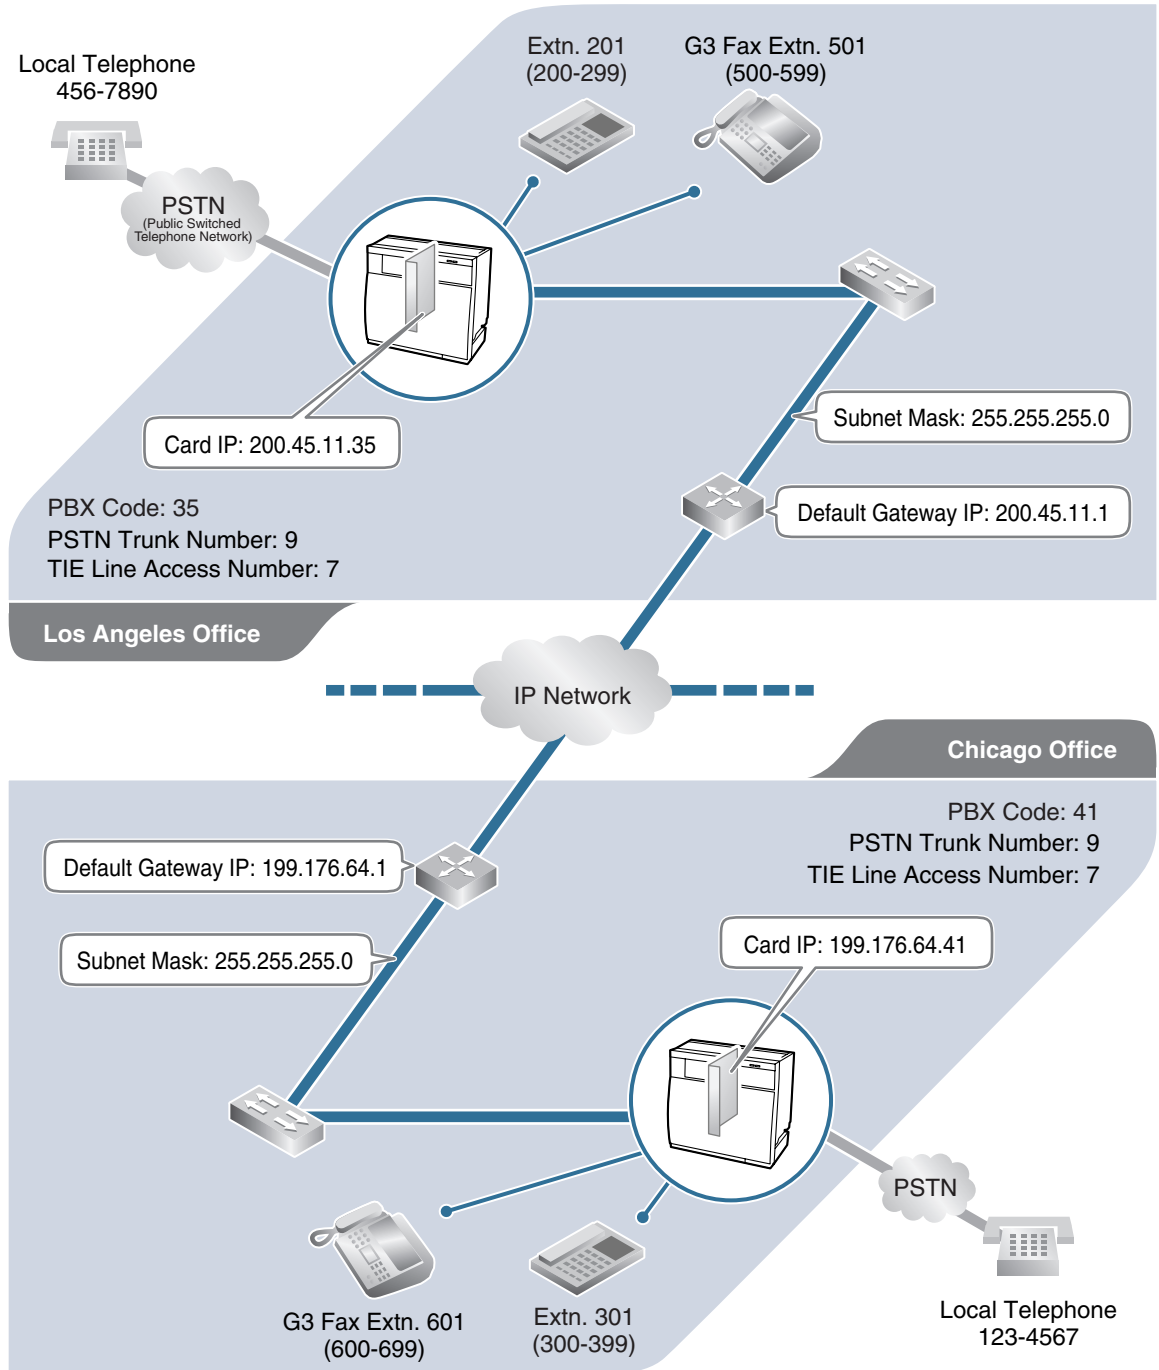 Local Telephone
456-7890
Extn. 201
(200-299)
G3 Fax Extn. 501
(500-599)
PSTN
(Public Switched
Telephone Network)
Card IP: 200.45.11.35
Subnet Mask: 255.255.255.0
Default Gateway IP: 200.45.11.1
PBX Code: 35
PSTN Trunk Number: 9
TIE Line Access Number: 7
Los Angeles Office
IP Network
Chicago Office
PBX Code: 41
PSTN Trunk Number: 9
TIE Line Access Number: 7
Default Gateway IP: 199.176.64.1
Subnet Mask: 255.255.255.0
Card IP: 199.176.64.41
PSTN
G3 Fax Extn. 601
(600-699)
Extn. 301
(300-399)
Local Telephone
123-4567